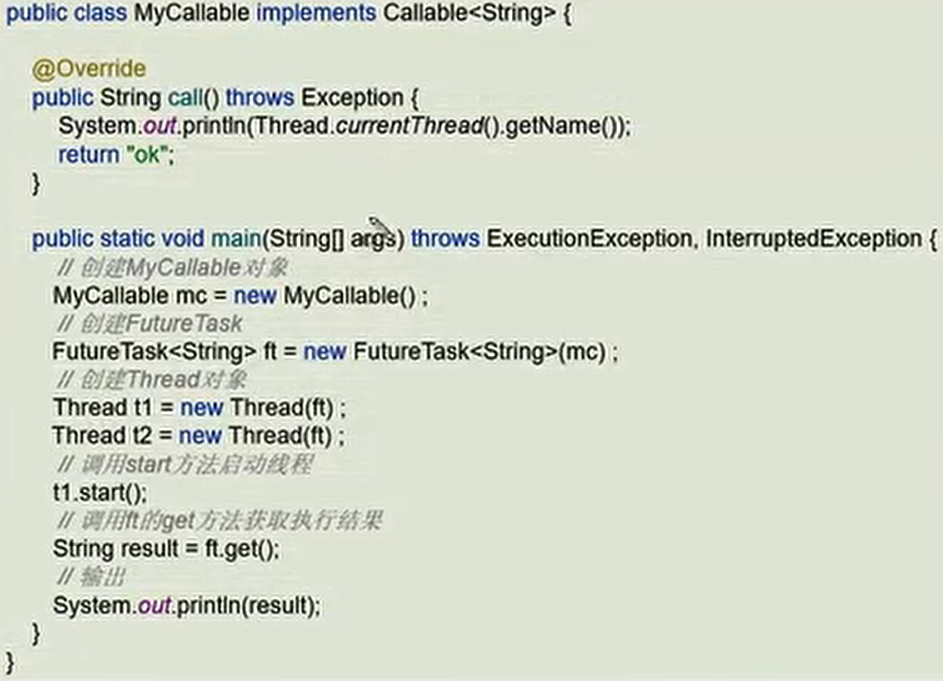 public class MyCallable implements Callable<String> {
@Override
public String call() throws Exception {
System.out.println(Thread.currentThread().getName());
return "ok";
}
public static void main(String[] args) throws ExecutionException, InterruptedException {
// 创建MyCallable对象
MyCallable mc = new MyCallable() ;
// 创建FutureTask
FutureTask<String> ft = new FutureTask<String>(mc) ;
// 创建Thread对象
Thread t1 = new Thread(ft) ;
Thread t2 = new Thread(ft) ;
// 调用start方法启动线程
t1.start();
// 调用ft的get方法获取执行结果
String result = ft.get();
// 输出
System.out.println(result);
}
}